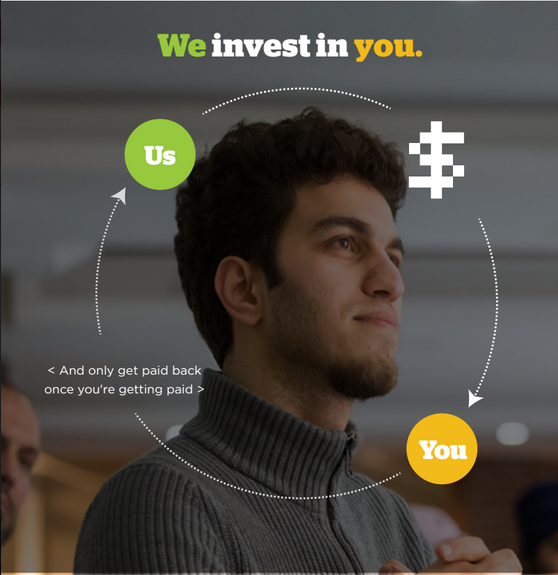 We invest in you.
Us
$
< And only get paid back
once you're getting paid >
You